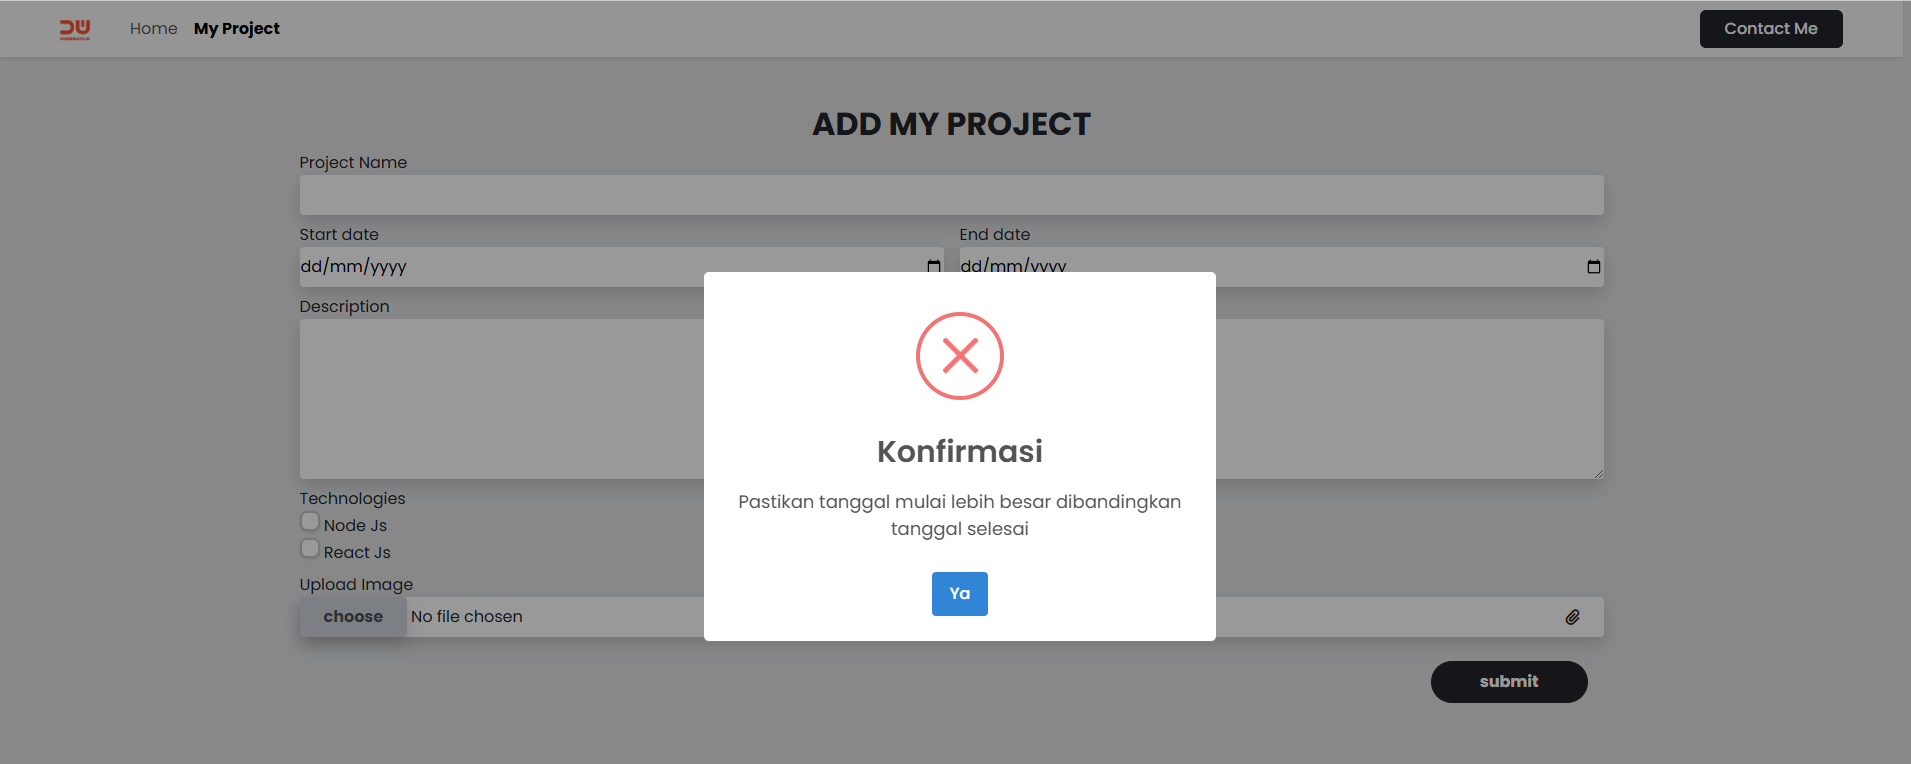 Home My Project Contact Me
ADD MY PROJECT
Project Name
Start date End date
dd/mm/yyyy dd/mm/yyyy
Description
Konfirmasi
Pastikan tanggal mulai lebih besar dibandingkan
tanggal selesai
Ya
Technologies
Node Js
React Js
Upload Image
choose No file chosen
submit